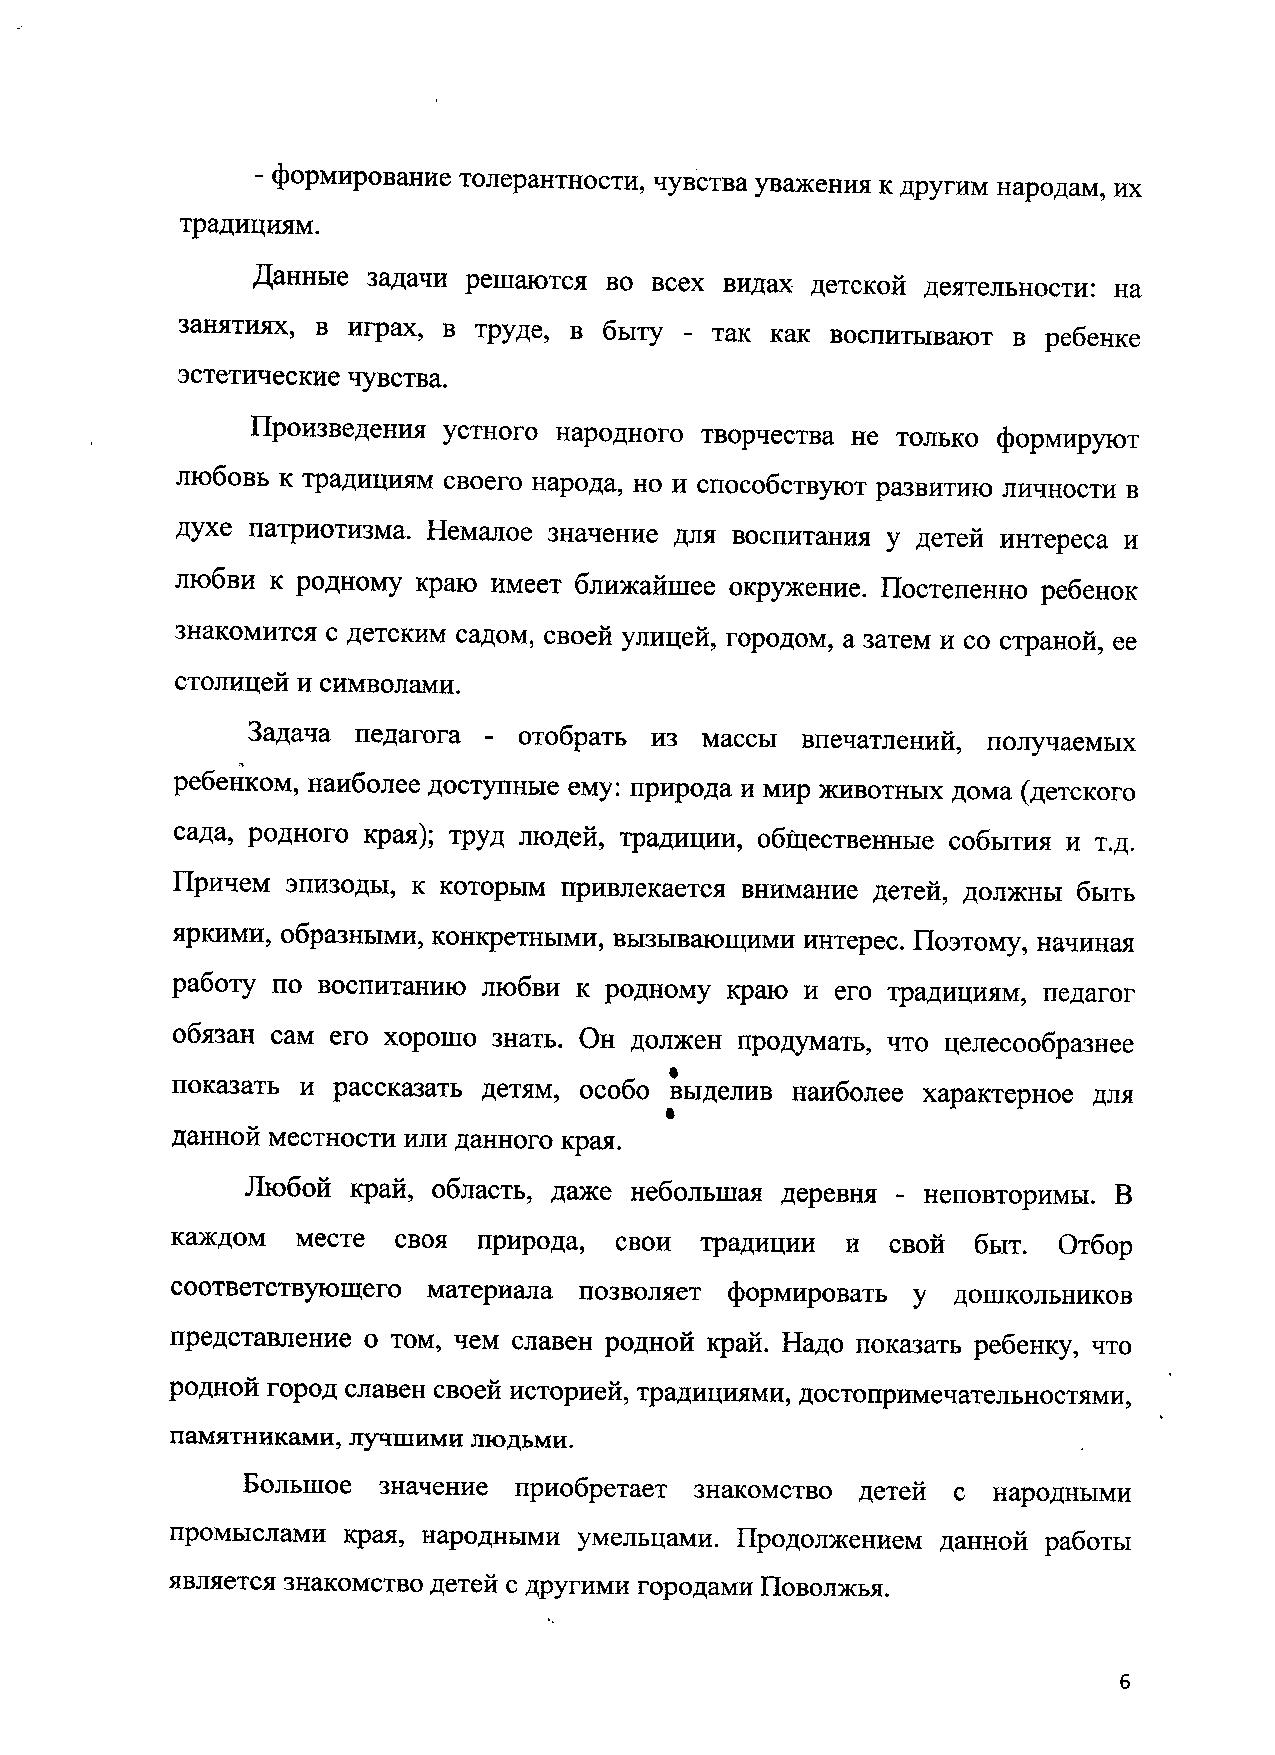 - формирование толерантности, чувства уважения к другим народам, их
традициям.
Данные задачи решаются во всех видах детской деятельности: на
занятиях, в играх, в труде, в быту - так как воспитывают в ребенке
эстетические чувства.
Произведения устного народного творчества не только формируют
любовь к традициям своего народа, но и способствуют развитию личности в
духе патриотизма. Немалое значение для воспитания у детей интереса и
любви к родному краю имеет ближайшее окружение. Постепенно ребенок
знакомится с детским садом, своей улицей, городом, а затем и со страной, ее
столицей и символами.
Задача педагога - отобрать из массы впечатлений, получаемых
ребенком, наиболее доступные ему: природа и мир животных дома (детского
сада, родного края); труд людей, традиции, общественные события и т.д.
Причем эпизоды, к которым привлекается внимание детей, должны быть
яркими, образными, конкретными, вызывающими интерес. Поэтому, начиная
работу по воспитанию любви к родному краю и его традициям, педагог
обязан сам его хорошо знать. Он должен продумать, что целесообразнее
показать и рассказать детям, особо выделив наиболее характерное для
данной местности или данного края.
Любой край, область, даже небольшая деревня - неповторимы. В
каждом месте своя природа, свои традиции и свой быт. Отбор
соответствующего материала позволяет формировать у дошкольников
представление о том, чем славен родной край. Надо показать ребенку, что
родной город славен своей историей, традициями, достопримечательностями,
памятниками, лучшими людьми.
Большое значение приобретает знакомство детей с народными
промыслами края, народными умельцами. Продолжением данной работы
является знакомство детей с другими городами Поволжья.
6